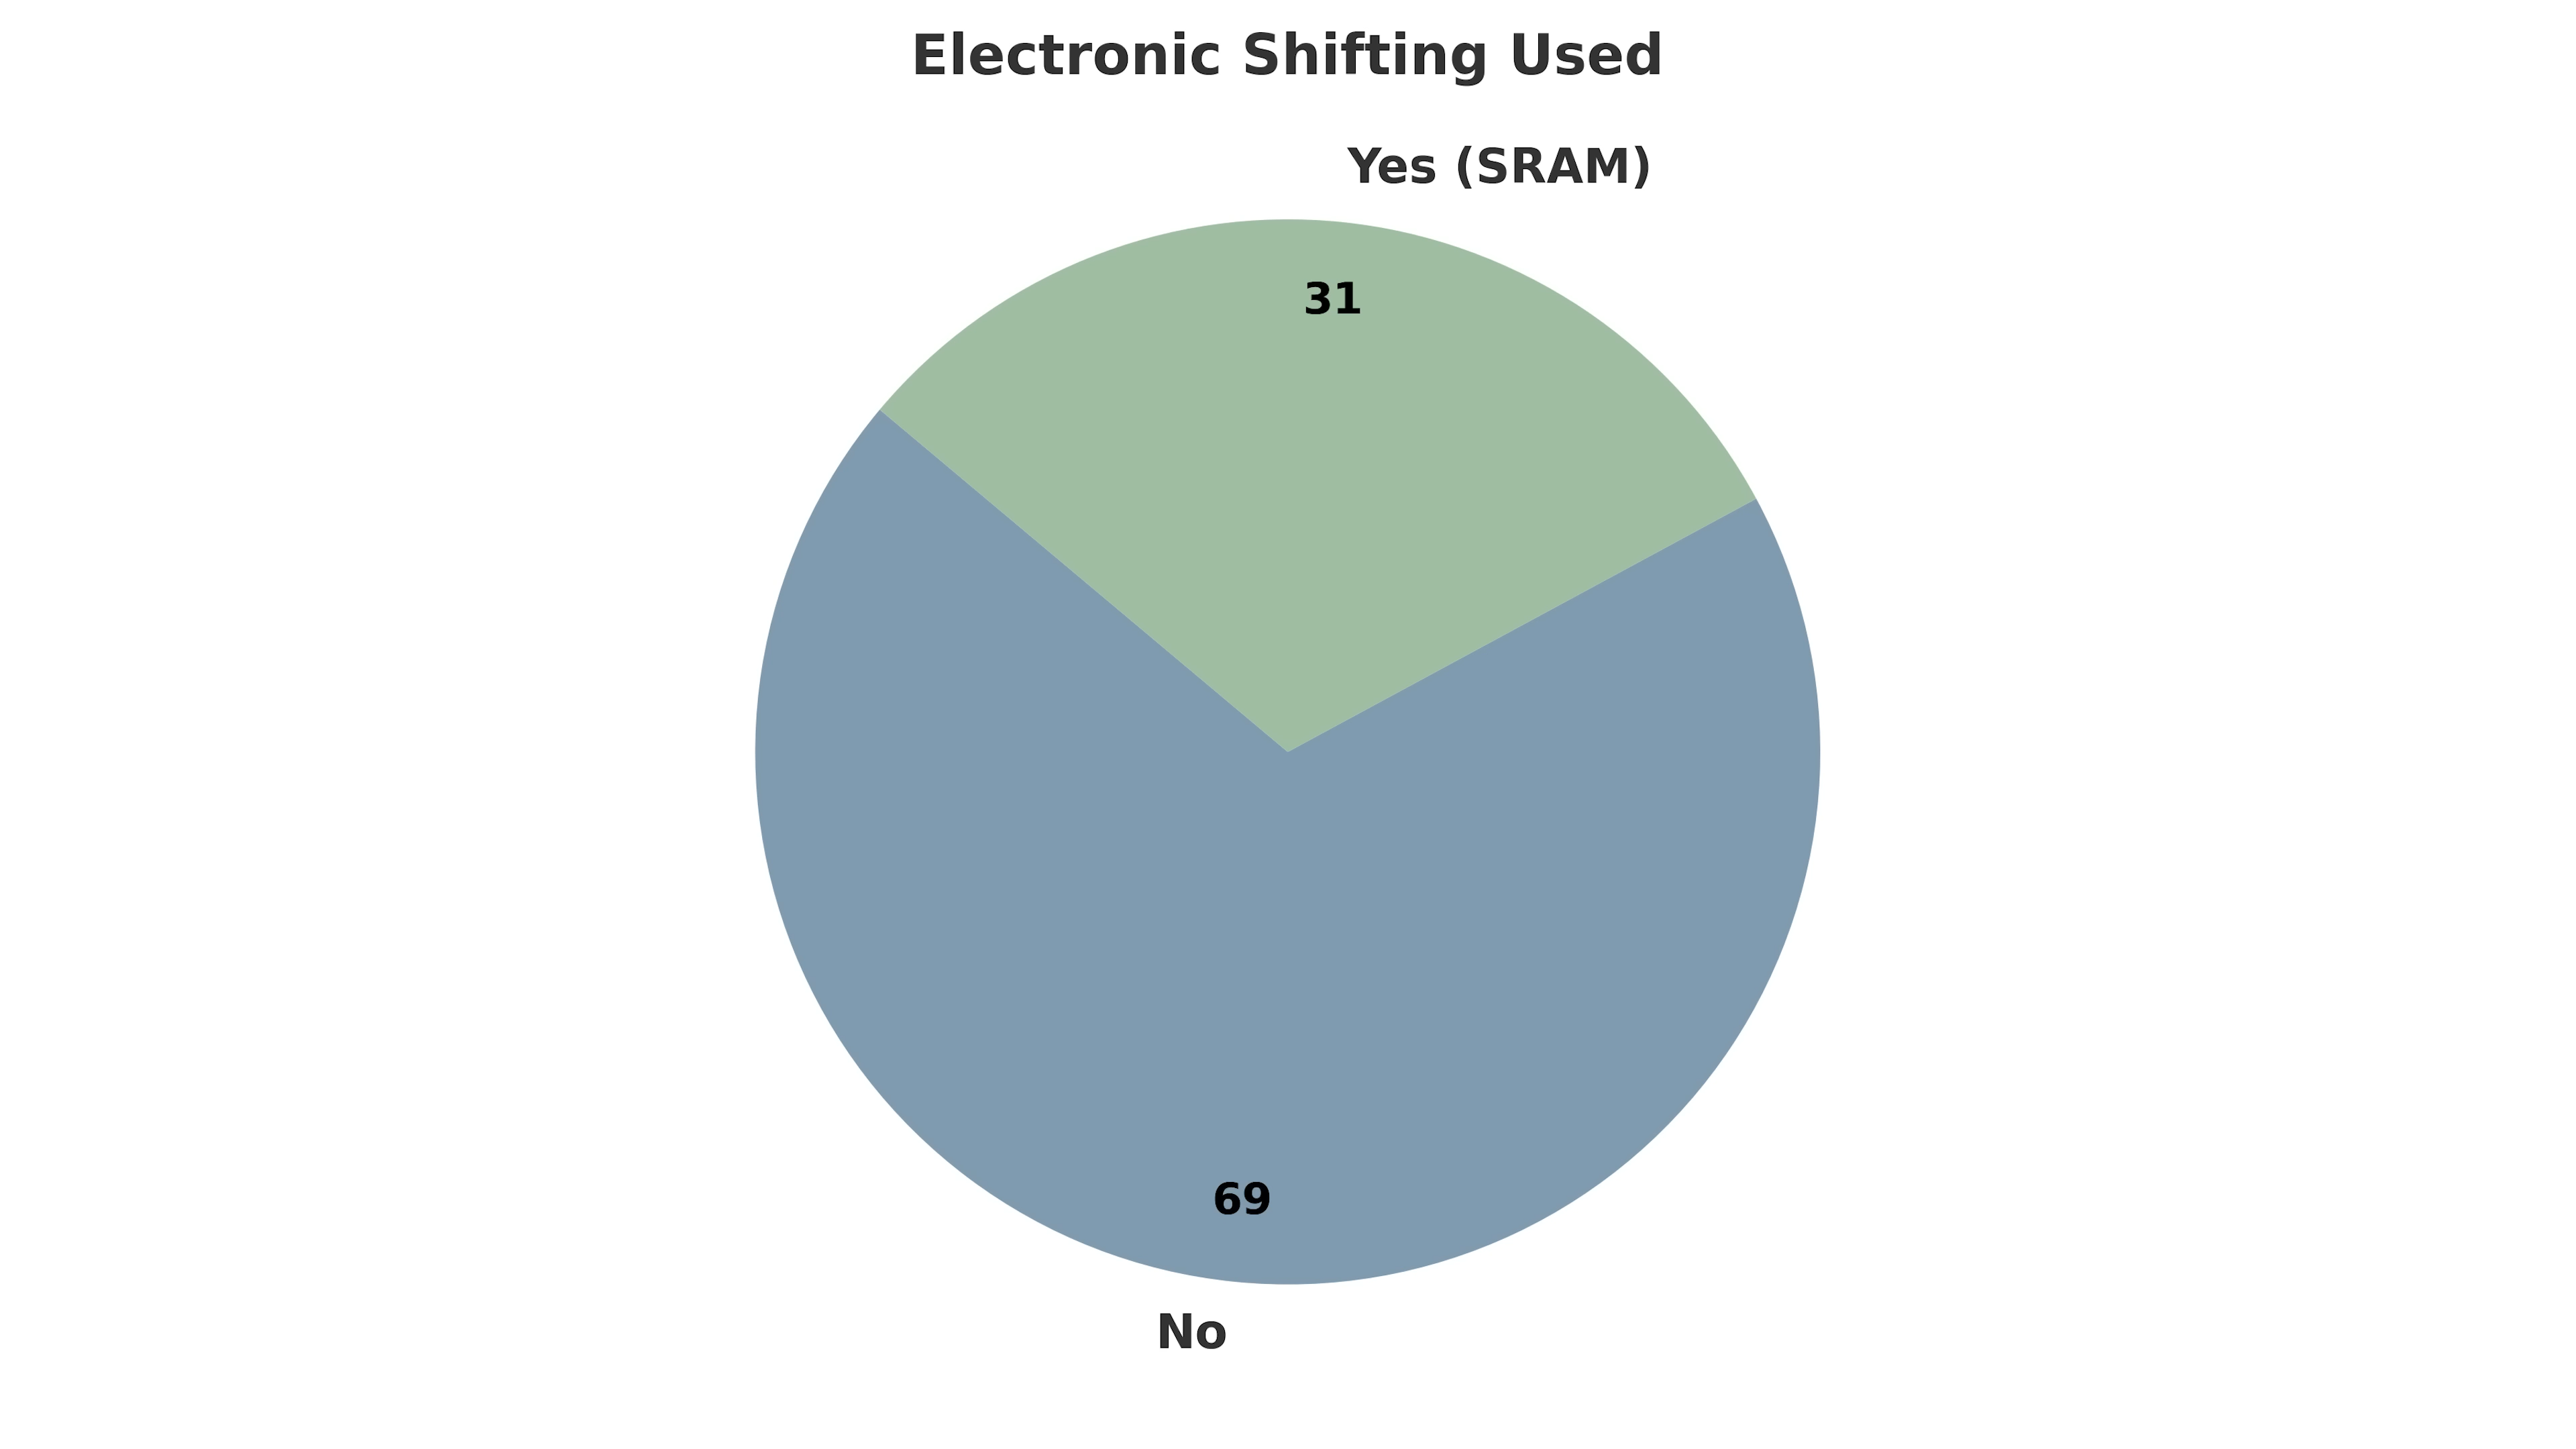 Electronic Shifting Used
Yes (SRAM)
31
69
No